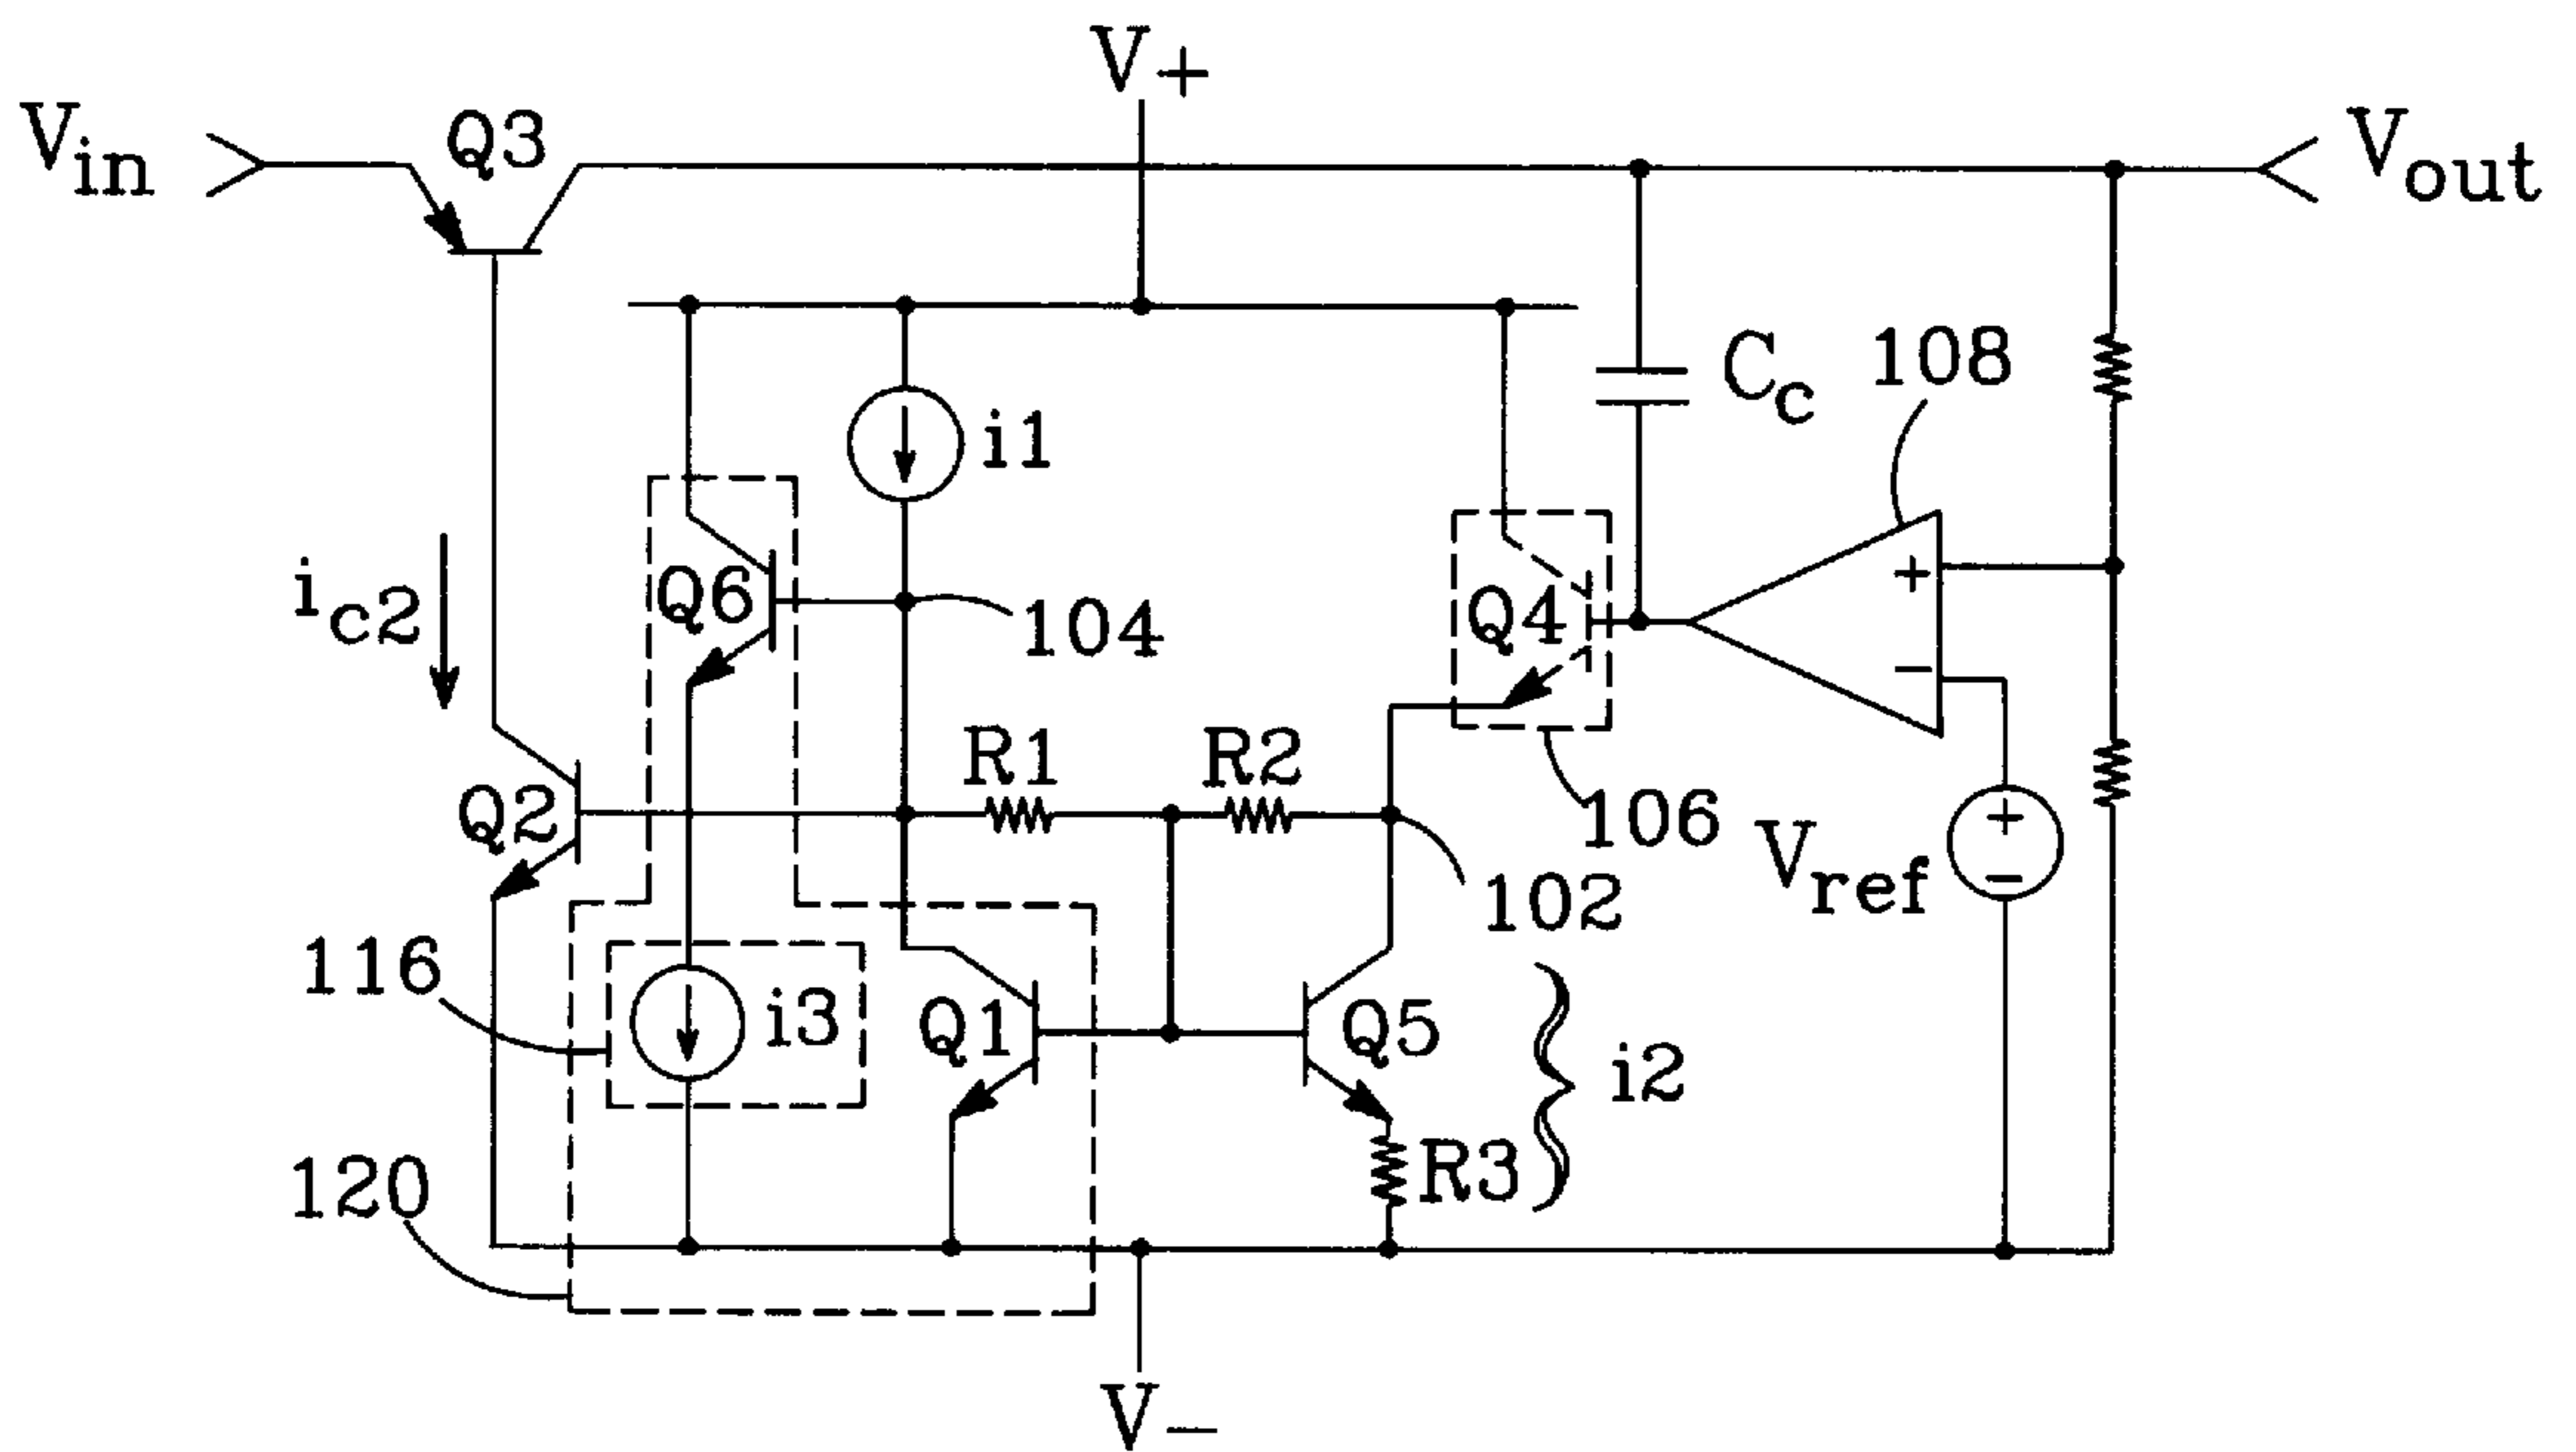 V+
Vin
Q3
Vout
i1
Cc
108
+
−
ic2
Q6
104
Q4
R1
R2
106
Q2
Vref
+
−
102
116
i3
Q1
Q5
i2
R3
120
V−